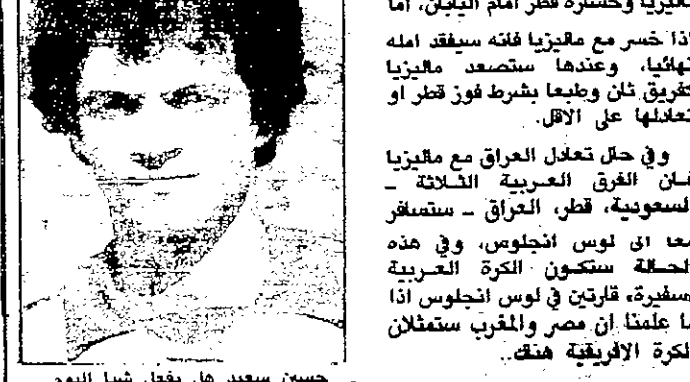 ماليزيا وخسارة قطر امام اليابان، اما
اذا خسر مع ماليزيا فانه سيفقد امله
نهائيا، وعندها ستصعد ماليزيا
كفريق ثان وطبعا بشرط فوز قطر او
تعادلها على الاقل.
وفي حال تعادل العراق مع ماليزيا
فان الفرق العربية الثلاثة ـ
السعودية، قطر، العراق ـ ستسافر
معا الى لوس انجلوس، وفي هذه
الحالة ستكون الكرة العربية
سفيرة، قارتين في لوس انجلوس اذا
ما علمنا ان مصر والمغرب ستمثلان
الكرة الافريقية هناك..
حسين سعيد هل يفعل شيا اليوم